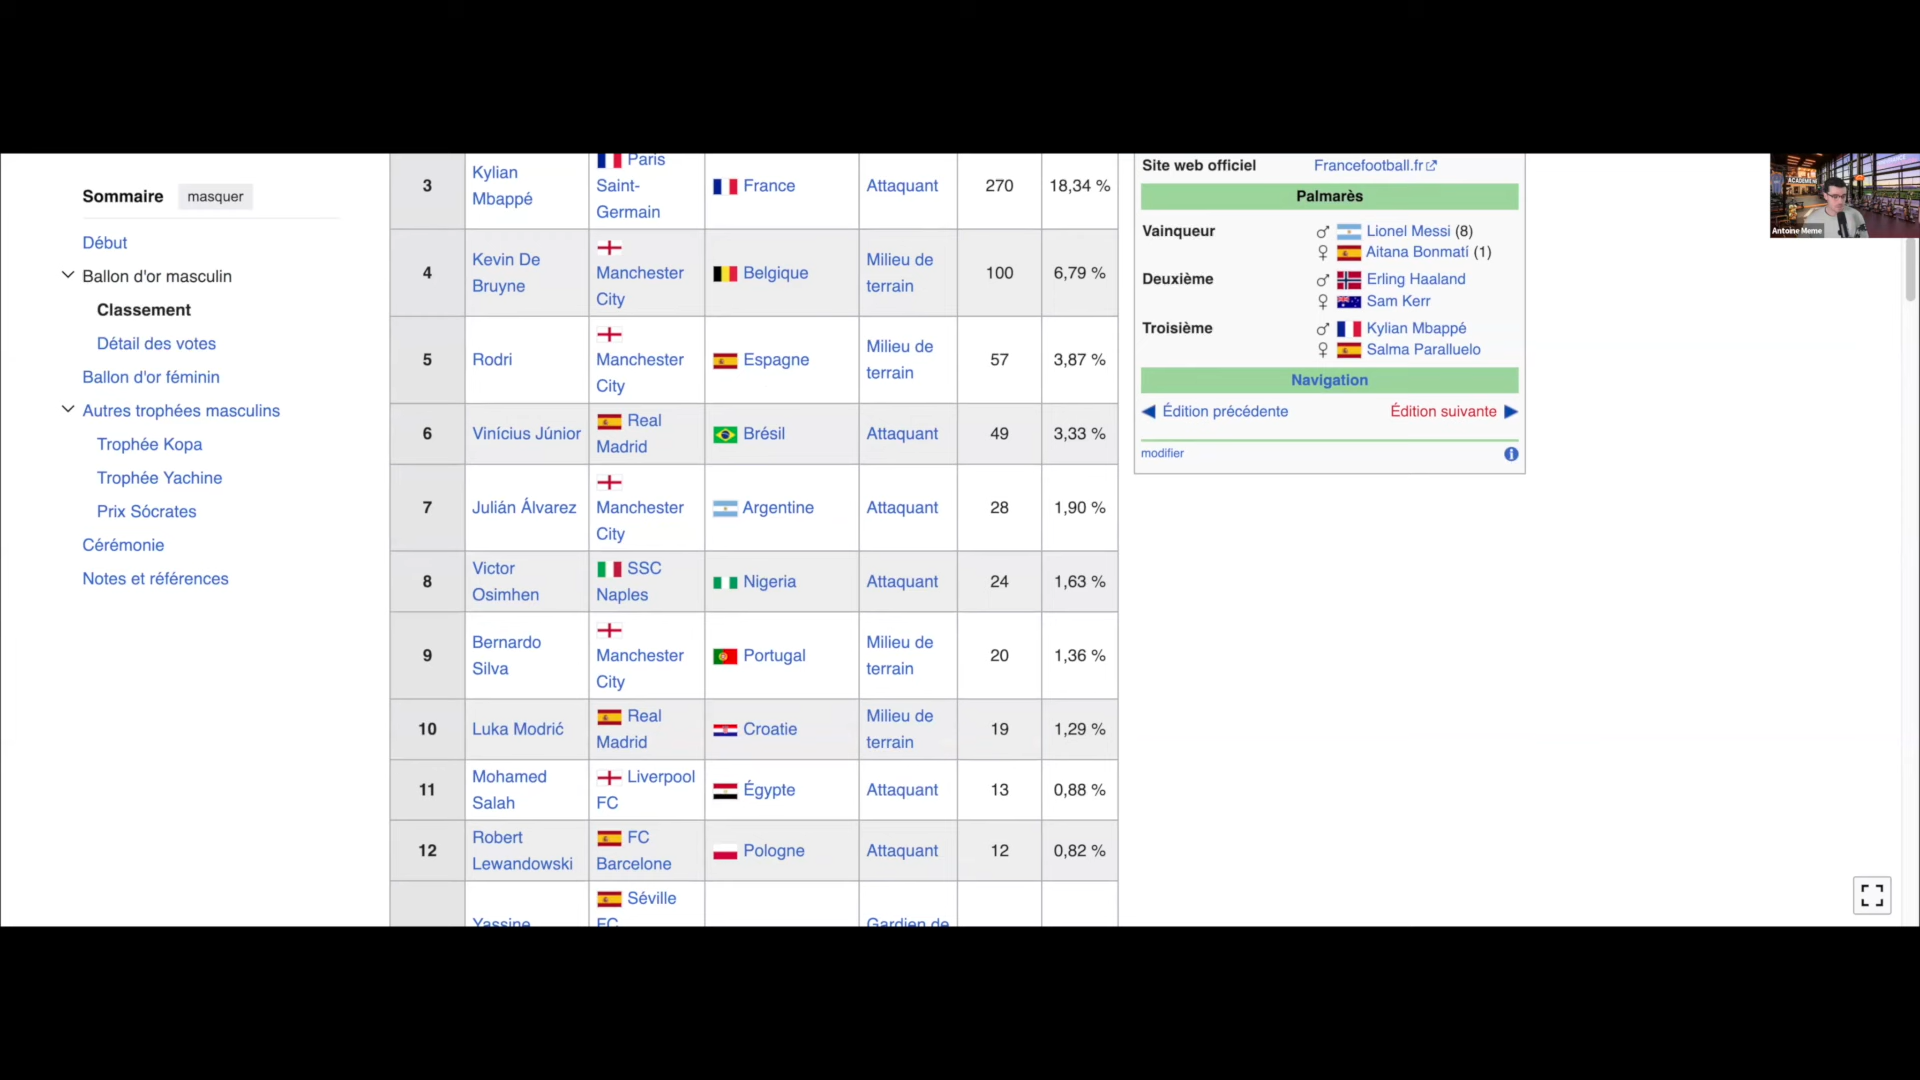 Sommaire masquer
Début
Ballon d'or masculin
Classement
Détail des votes
Ballon d'or féminin
Autres trophées masculins
Trophée Kopa
Trophée Yachine
Prix Sócrates
Cérémonie
Notes et références
3 Kylian Mbappé Paris Saint-Germain France Attaquant 270 18,34 %
4 Kevin De Bruyne Manchester City Belgique Milieu de terrain 100 6,79 %
5 Rodri Manchester City Espagne Milieu de terrain 57 3,87 %
6 Vinícius Júnior Real Madrid Brésil Attaquant 49 3,33 %
7 Julián Álvarez Manchester City Argentine Attaquant 28 1,90 %
8 Victor Osimhen SSC Naples Nigeria Attaquant 24 1,63 %
9 Bernardo Silva Manchester City Portugal Milieu de terrain 20 1,36 %
10 Luka Modrić Real Madrid Croatie Milieu de terrain 19 1,29 %
11 Mohamed Salah Liverpool FC Égypte Attaquant 13 0,88 %
12 Robert Lewandowski FC Barcelone Pologne Attaquant 12 0,82 %
Yassine Séville FC Gardien de
Site web officiel Francefootball.fr
Palmarès
Vainqueur ♂ Lionel Messi (8)
♀ Aitana Bonmatí (1)
Deuxième ♂ Erling Haaland
♀ Sam Kerr
Troisième ♂ Kylian Mbappé
♀ Salma Paralluelo
Navigation
◀ Édition précédente Édition suivante ▶
modifier
Antoine Meme